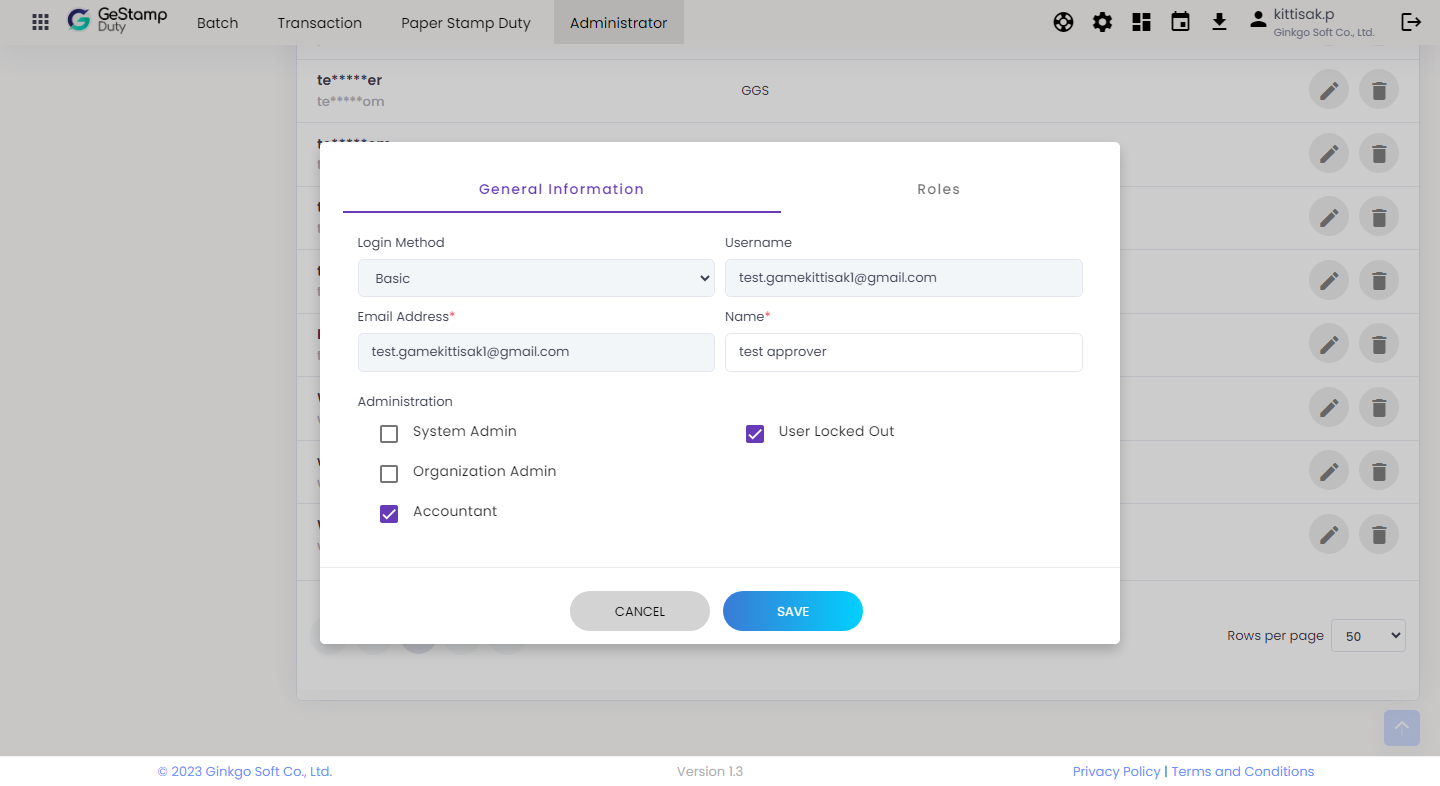 GeStamp
Duty
Batch
Transaction
Paper Stamp Duty
Administrator
kittisak.p
Ginkgo Soft Co., Ltd.
te*****er
te*****om
GGS
General Information
Roles
Login Method
Username
Basic
test.gamekittisak1@gmail.com
Email Address*
Name*
test.gamekittisak1@gmail.com
test approver
Administration
System Admin
User Locked Out
Organization Admin
Accountant
CANCEL
SAVE
Rows per page
50
© 2023 Ginkgo Soft Co., Ltd.
Version 1.3
Privacy Policy | Terms and Conditions